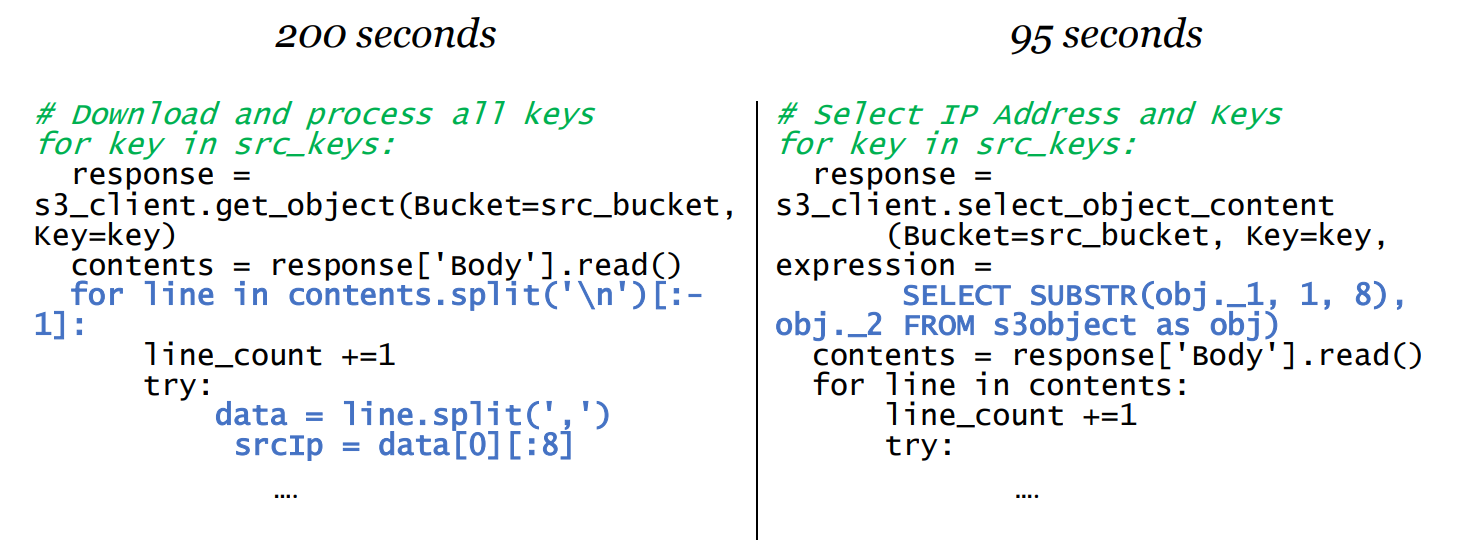 200 seconds
# Download and process all keys
for key in src_keys:
response =
s3_client.get_object(Bucket=src_bucket,
Key=key)
contents = response['Body'].read()
for line in contents.split('\n')[:-
1]:
line_count +=1
try:
data = line.split(',')
srcIp = data[0][:8]
….
95 seconds
# Select IP Address and Keys
for key in src_keys:
response =
s3_client.select_object_content
(Bucket=src_bucket, Key=key,
expression =
SELECT SUBSTR(obj._1, 1, 8),
obj._2 FROM s3object as obj)
contents = response['Body'].read()
for line in contents:
line_count +=1
try:
….